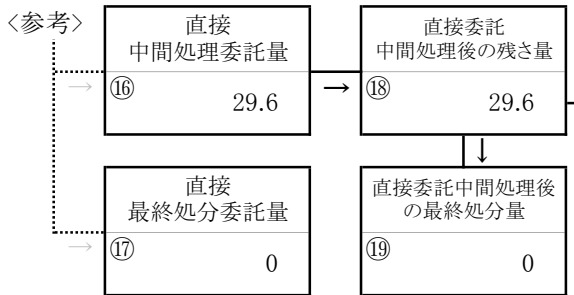 〈参考〉
直接
中間処理委託量
⑯
29.6
→
→
直接委託
中間処理後の残さ量
⑱
29.6
↓
直接
最終処分委託量
⑰
0
→
直接委託中間処理後
の最終処分量
⑲
0